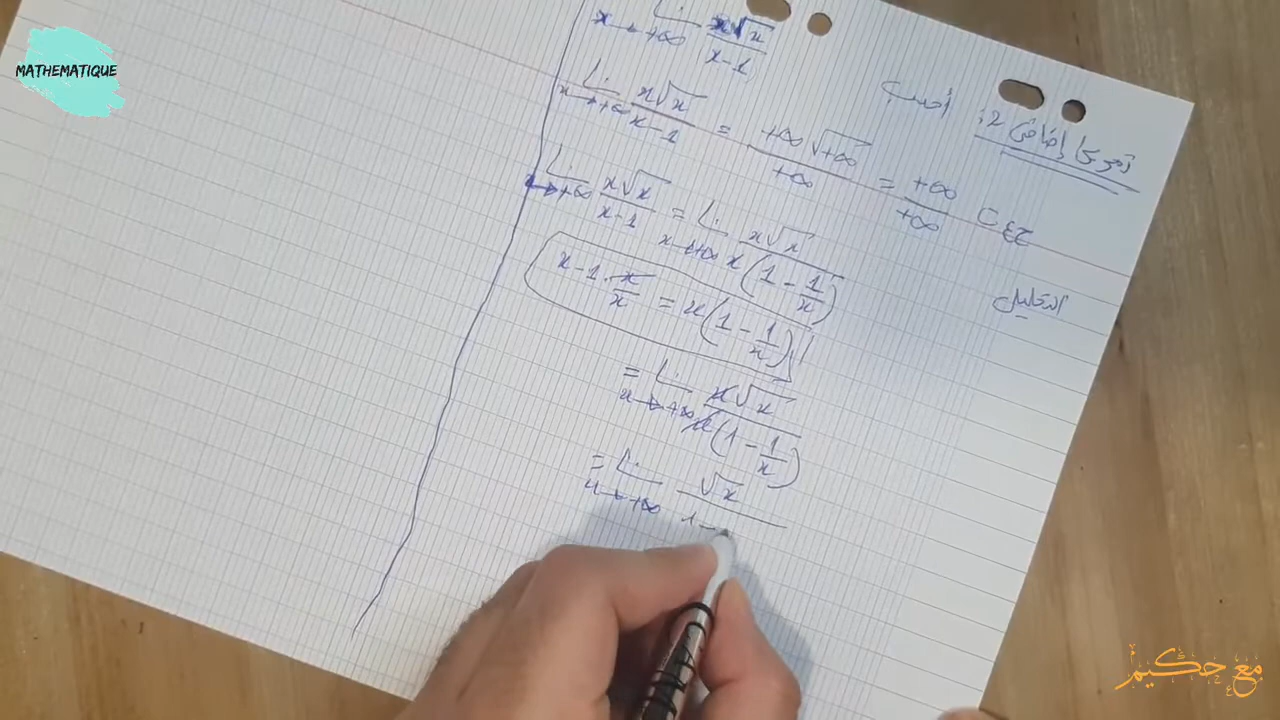 MATHEMATIQUE
تمرين إضافي 2: أحسب
Lim x→+∞ x√x / x-1
Lim x→+∞ x√x / x-1 = +∞√+∞ / +∞ = +∞ / +∞ ح ع ت
Lim x→+∞ x√x / x-1 = Lim x→+∞ x√x / x(1 - 1/x) التحليل
x - 1 · x/x = x(1 - 1/x)
= Lim x→+∞ x√x / x(1 - 1/x)
= Lim x→+∞ √x / 1 -
مع حكيم